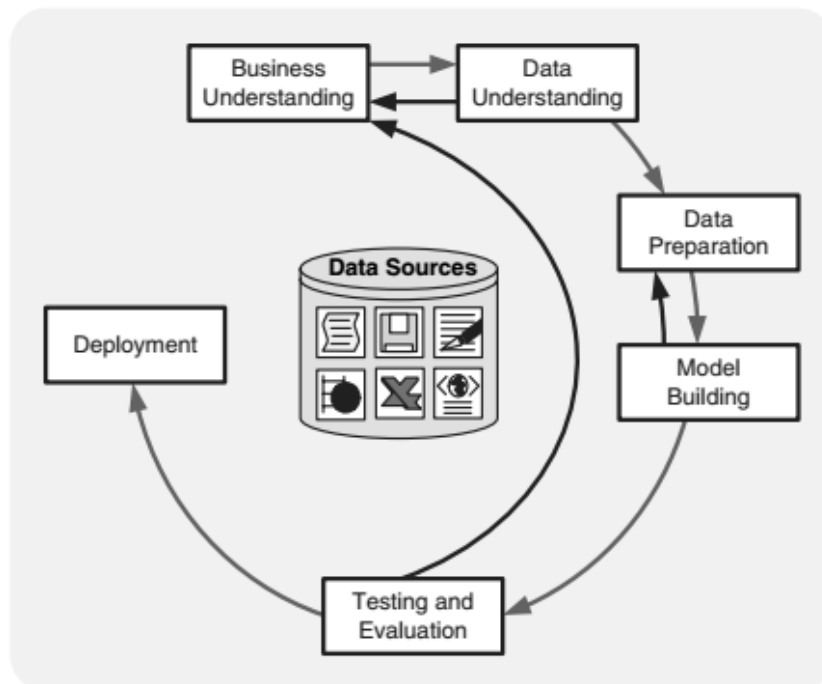 Business
Understanding
Data
Understanding
Data
Preparation
Data Sources
Deployment
Model
Building
Testing and
Evaluation